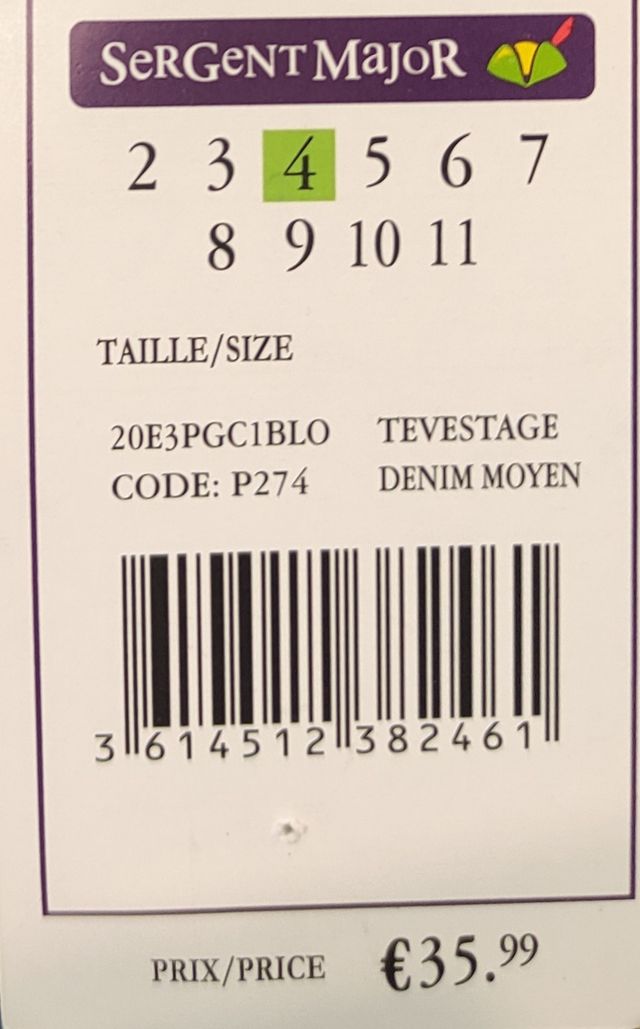 SeRGeNT MaJoR
2 3 4 5 6 7
8 9 10 11
TAILLE/SIZE
20E3PGC1BLO TEVESTAGE
CODE: P274 DENIM MOYEN
3 614512 382461
PRIX/PRICE €35.99